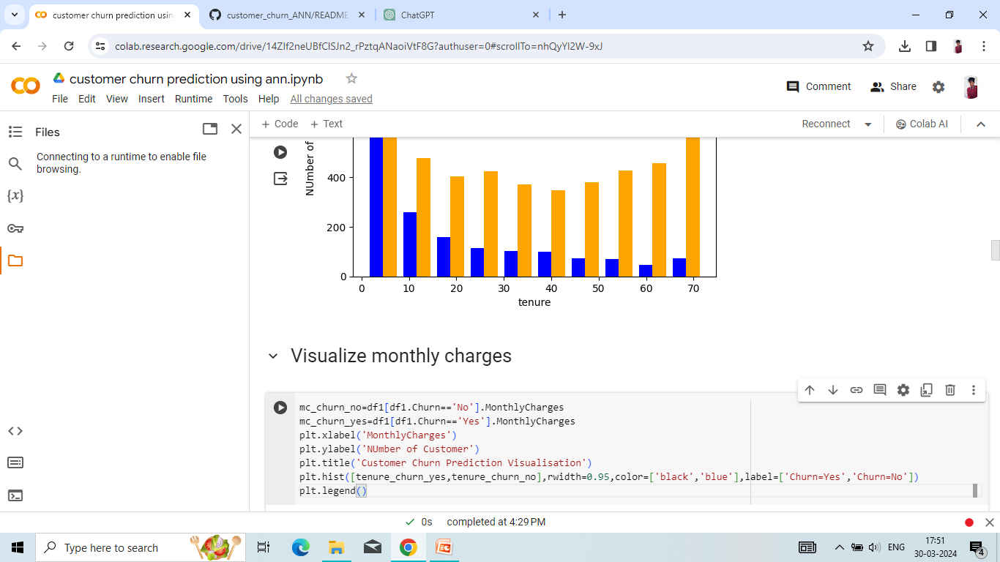 customer churn prediction usin
customer_churn_ANN/README
ChatGPT
colab.research.google.com/drive/14ZIf2neUBfClSJn2_rPztqANaoiVtF8G?authuser=0#scrollTo=nhQyYl2W-9xJ
customer churn prediction using ann.ipynb
File Edit View Insert Runtime Tools Help All changes saved
Comment
Share
Files
+ Code + Text
Reconnect
Colab AI
Connecting to a runtime to enable file
browsing.
{x}
NUmber of
400
200
0
0 10 20 30 40 50 60 70
tenure
Visualize monthly charges
mc_churn_no=df1[df1.Churn=='No'].MonthlyCharges
mc_churn_yes=df1[df1.Churn=='Yes'].MonthlyCharges
plt.xlabel('MonthlyCharges')
plt.ylabel('NUmber of Customer')
plt.title('Customer Churn Prediction Visualisation')
plt.hist([tenure_churn_yes,tenure_churn_no],rwidth=0.95,color=['black','blue'],label=['Churn=Yes','Churn=No'])
plt.legend()
0s completed at 4:29 PM
Type here to search
ENG
17:51
30-03-2024
4